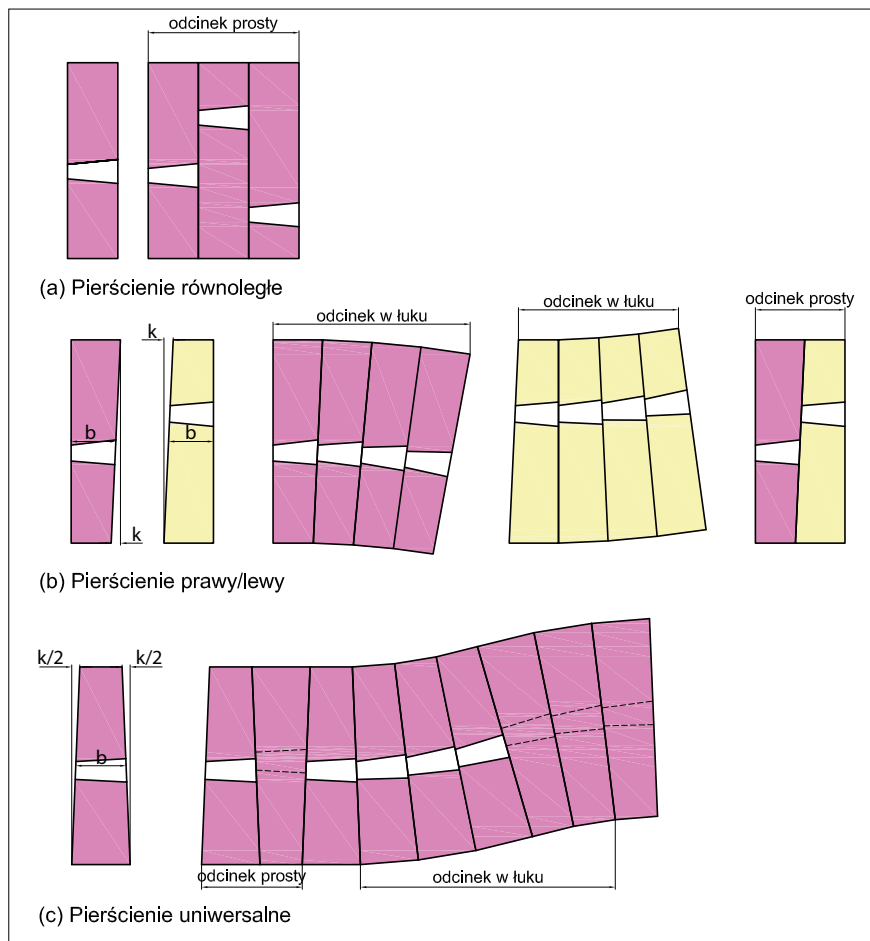 odcinek prosty
(a) Pierścienie równoległe
k
b
k
b
odcinek w łuku
odcinek w łuku
odcinek prosty
(b) Pierścienie prawy/lewy
k/2
k/2
b
odcinek prosty
odcinek w łuku
(c) Pierścienie uniwersalne